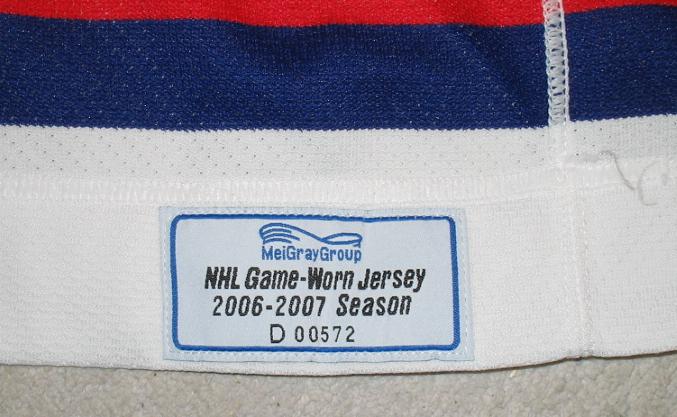 MeiGrayGroup
NHL Game-Worn Jersey
2006-2007 Season
D 00572